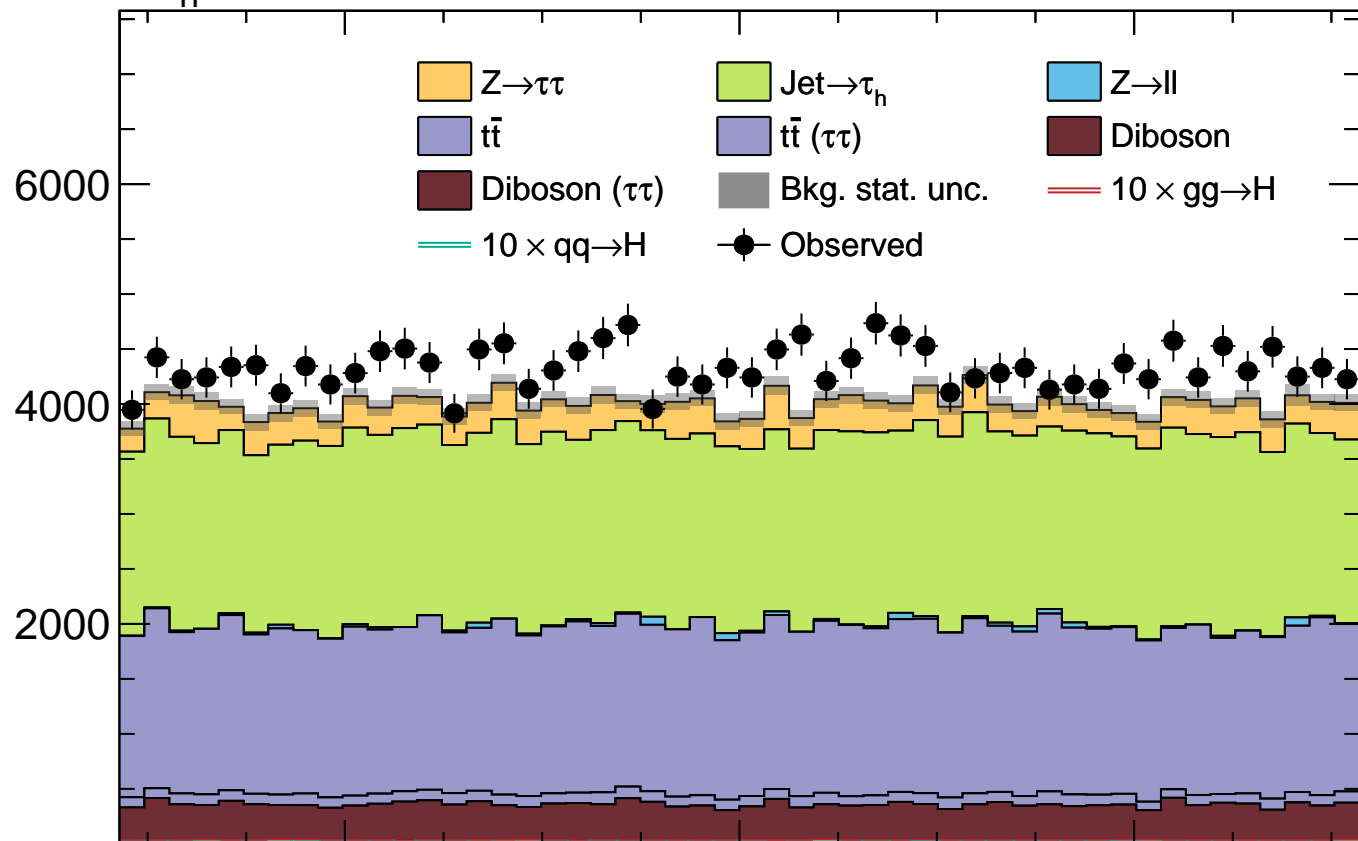 Z→ττ Jet→τₕ Z→ll
tt̄ tt̄ (ττ) Diboson
6000 Diboson (ττ) Bkg. stat. unc. 10 × gg→H
10 × qq→H Observed
4000
2000